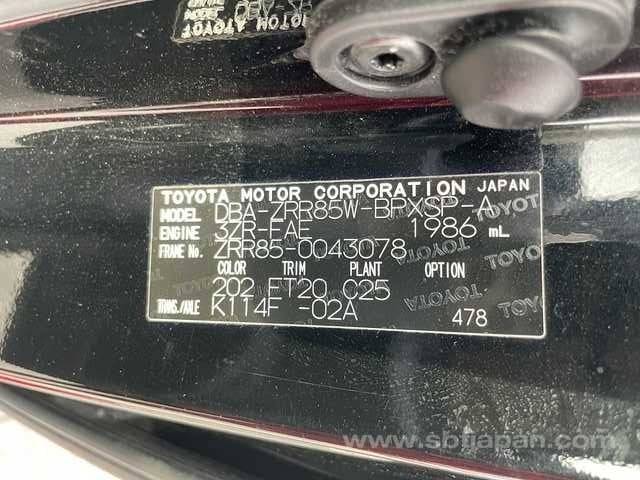 TOYOTA MOTOR CORPORATION JAPAN
MODEL DBA-ZRR85W-BPXSP-A
ENGINE 3ZR-FAE 1986 mL
FRAME No. ZRR85-0043078
COLOR TRIM PLANT OPTION
202 FT20 C25
TRANS./AXLE K114F -02A
478
www.sbtjapan.com